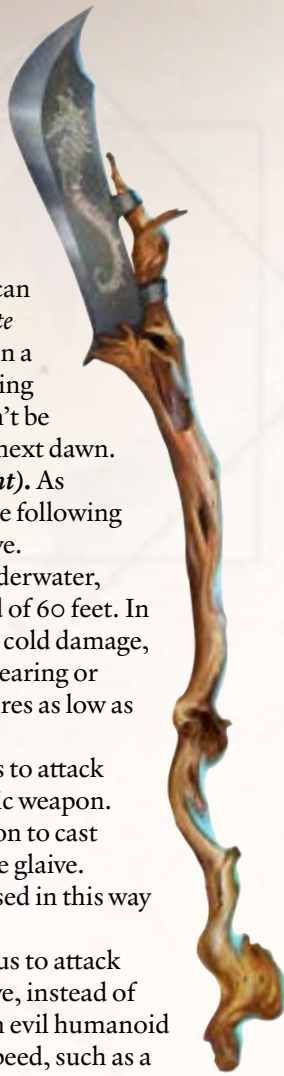 can
te
n a
ing
n't be
next dawn.
nt). As
e following
ve.
derwater,
d of 60 feet. In
cold damage,
earing or
res as low as
s to attack
ic weapon.
on to cast
e glaive.
sed in this way
us to attack
ve, instead of
n evil humanoid
peed, such as a